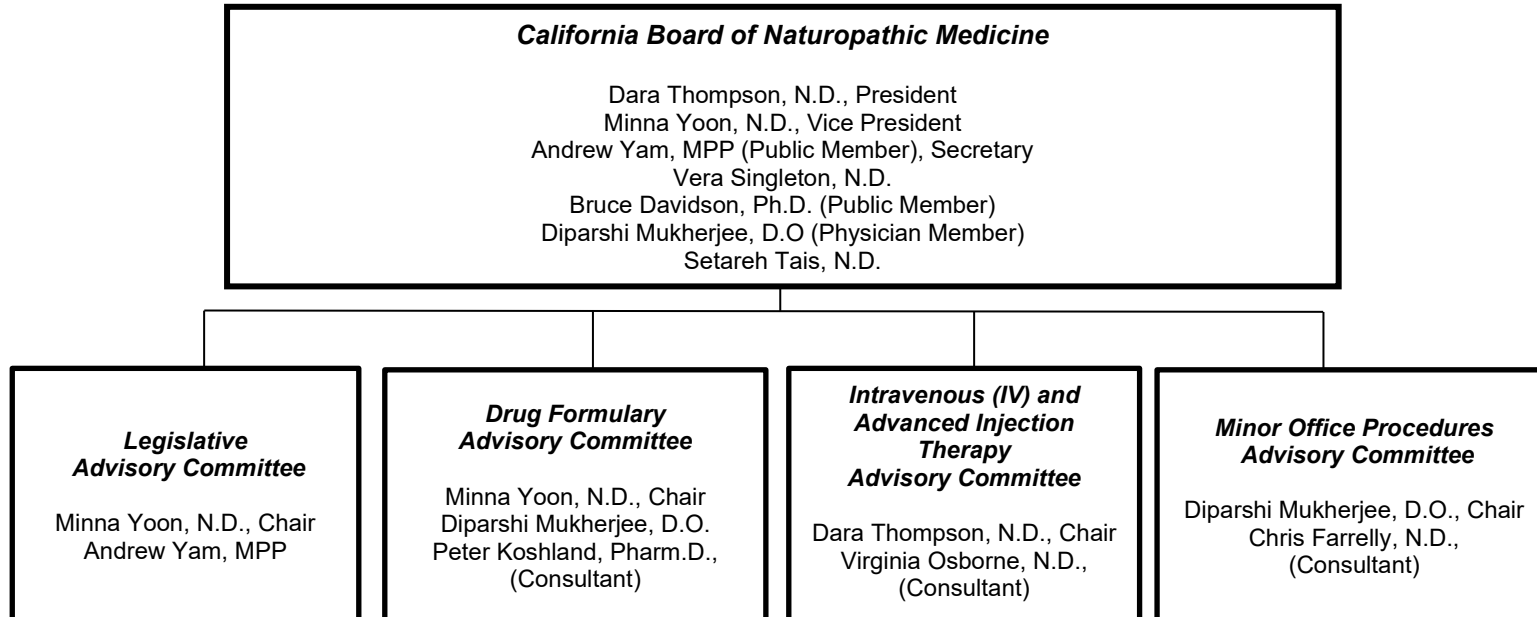 California Board of Naturopathic Medicine
Dara Thompson, N.D., President
Minna Yoon, N.D., Vice President
Andrew Yam, MPP (Public Member), Secretary
Vera Singleton, N.D.
Bruce Davidson, Ph.D. (Public Member)
Diparshi Mukherjee, D.O (Physician Member)
Setareh Tais, N.D.
Legislative
Advisory Committee
Minna Yoon, N.D., Chair
Andrew Yam, MPP
Drug Formulary
Advisory Committee
Minna Yoon, N.D., Chair
Diparshi Mukherjee, D.O.
Peter Koshland, Pharm.D.,
(Consultant)
Intravenous (IV) and
Advanced Injection
Therapy
Advisory Committee
Dara Thompson, N.D., Chair
Virginia Osborne, N.D.,
(Consultant)
Minor Office Procedures
Advisory Committee
Diparshi Mukherjee, D.O., Chair
Chris Farrelly, N.D.,
(Consultant)